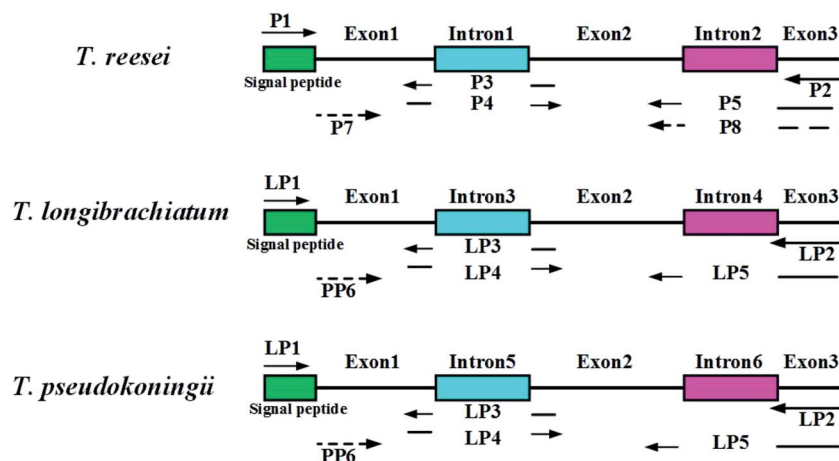 P1
Exon1 Intron1 Exon2 Intron2 Exon3
T. reesei
Signal peptide
P3 P2
P4 P5
P7 P8
LP1
Exon1 Intron3 Exon2 Intron4 Exon3
T. longibrachiatum
Signal peptide
LP3 LP2
LP4 LP5
PP6
LP1
Exon1 Intron5 Exon2 Intron6 Exon3
T. pseudokoningii
Signal peptide
LP3 LP2
LP4 LP5
PP6